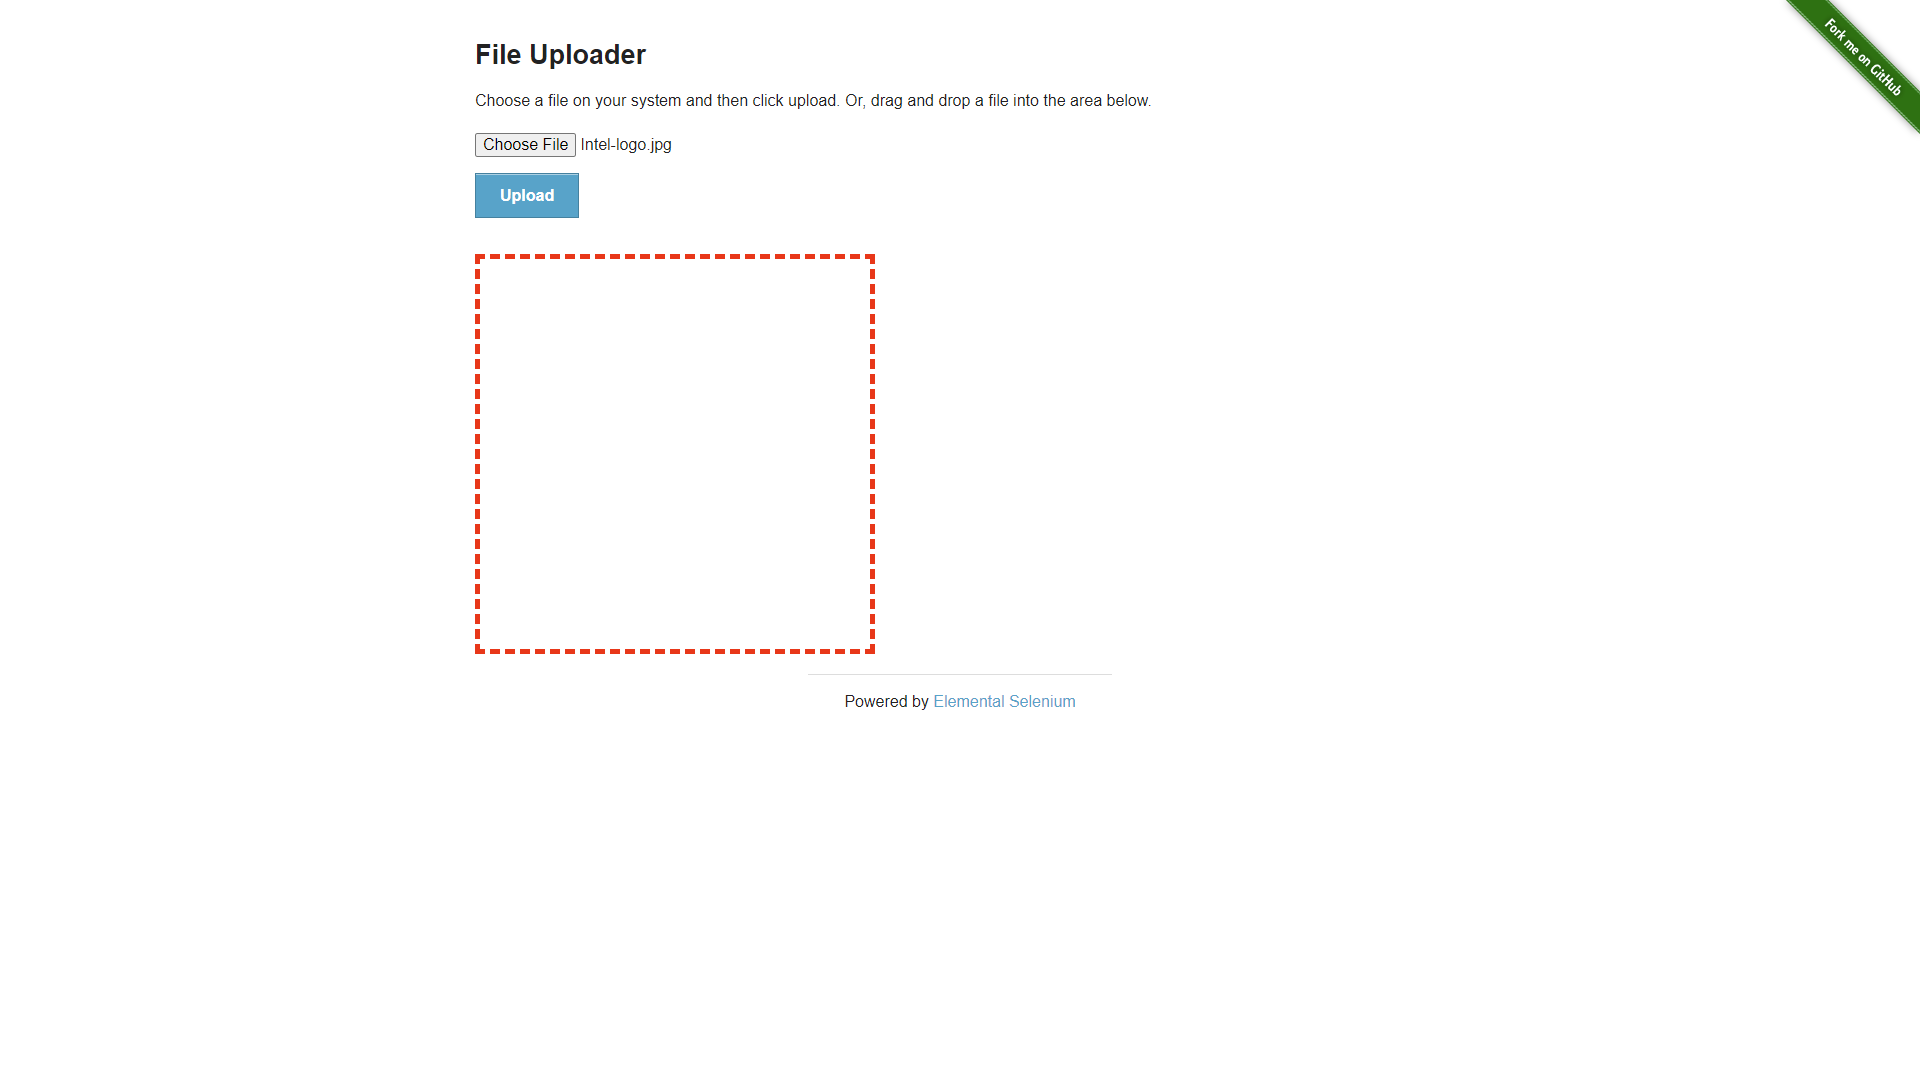 Fork me on GitHub
File Uploader
Choose a file on your system and then click upload. Or, drag and drop a file into the area below.
Choose File Intel-logo.jpg
Upload
Powered by Elemental Selenium